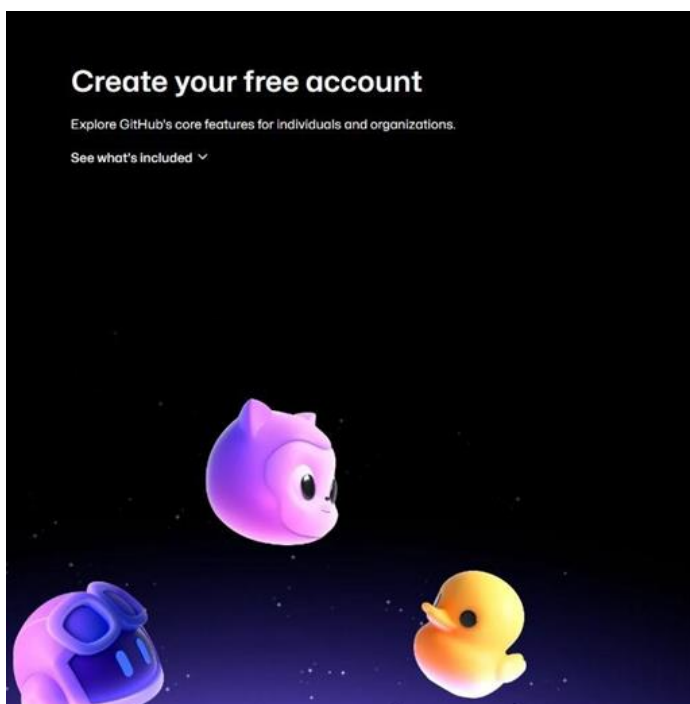 Create your free account
Explore GitHub's core features for individuals and organizations.
See what's included